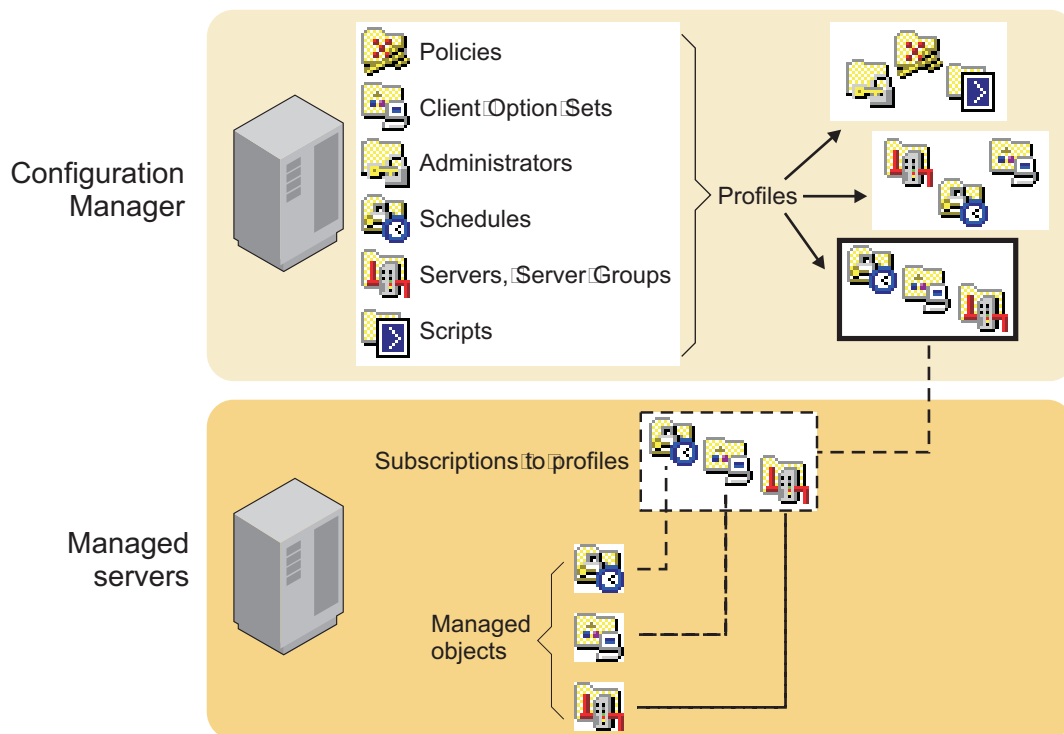 Configuration
Manager
Policies
Client Option Sets
Administrators
Schedules
Servers, Server Groups
Scripts
Profiles
Subscriptions to profiles
Managed
servers
Managed
objects